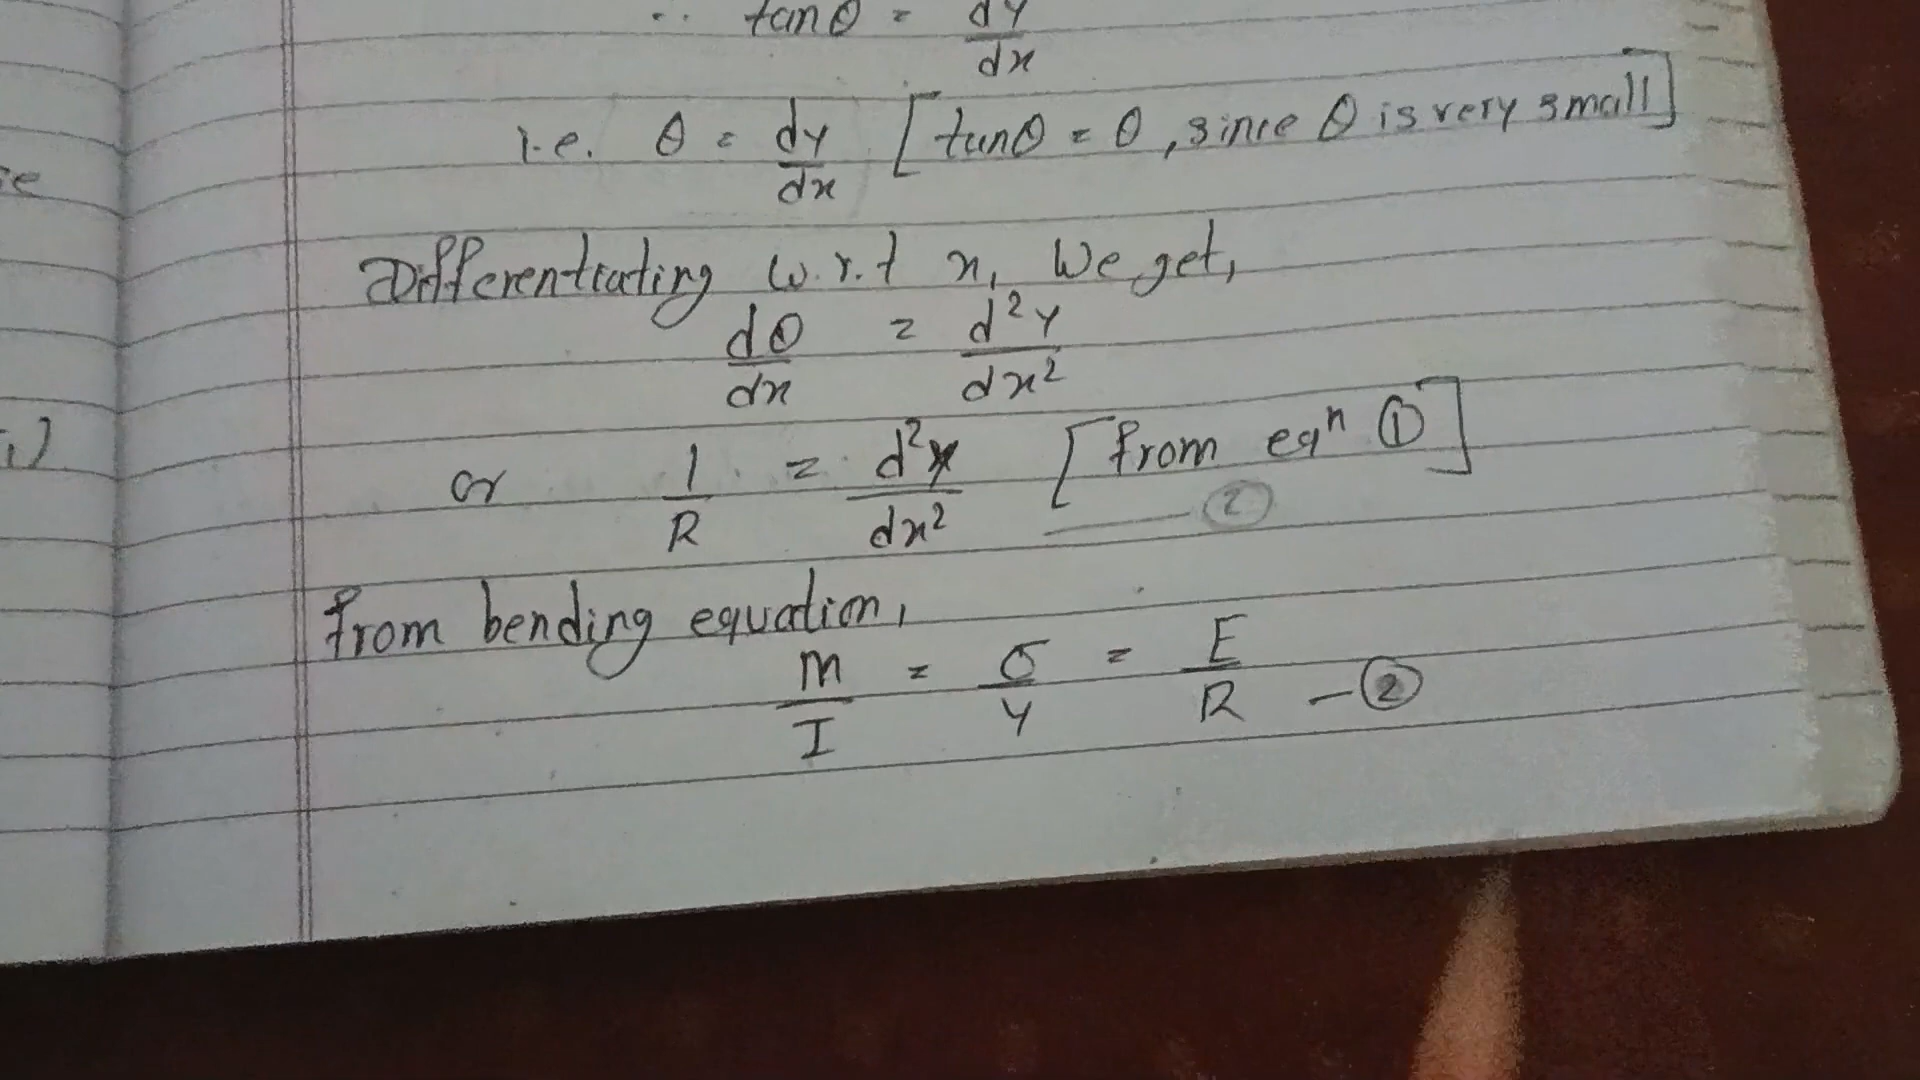 ∴ tanθ = dy/dx
i.e. θ = dy/dx [tanθ = θ, since θ is very small]
Differentiating w.r.t x, We get,
dθ/dx = d²y/dx²
or 1/R = d²y/dx² [from eqⁿ ①]
— ②
from bending equation,
M/I = σ/y = E/R — ②